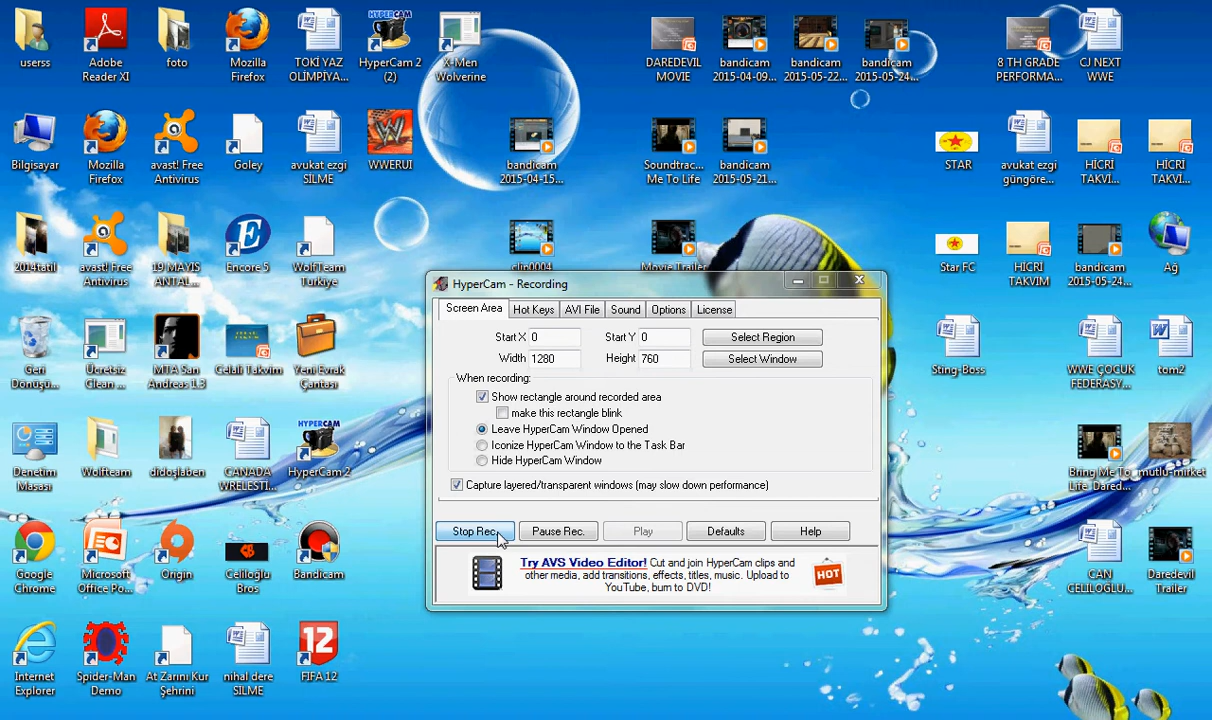 userss
Adobe
Reader XI
foto
Mozilla
Firefox
TOKİ YAZ
OLİMPİYA...
HYPERCAM
HyperCam 2
(2)
X-Men
Wolverine
DAREDEVIL
MOVIE
bandicam
2015-04-09...
bandicam
2015-05-22...
bandicam
2015-05-24...
8 TH GRADE
PERFORMA...
CJ NEXT
WWE
Bilgisayar
Mozilla
Firefox
avast! Free
Antivirus
Goley
avukat ezgi
SİLME
WWERUI
bandicam
2015-04-15...
Soundtrac...
Me To Life
bandicam
2015-05-21...
STAR
avukat ezgi
güngöre...
HİCRİ
TAKVİ...
HİCRİ
TAKVİ...
2014tatil
avast! Free
Antivirus
19 MAYIS
ANTAL...
Encore 5
WolfTeam
Turkiye
clip0004
Movie Trailer
Star FC
HİCRİ
TAKVİM
bandicam
2015-05-24...
Ağ
Geri
Dönüşü...
Ücretsiz
Clean ...
MTA San
Andreas 1.3
Celali Takvim
Yeni Evrak
Çantası
Sting-Boss
WWE ÇOCUK
FEDERASY...
tom2
Denetim
Masası
Wolfteam
didoşlaben
CANADA
WRELESTİ...
HYPERCAM
HyperCam 2
Bring Me To
Life Dared...
mutlu-mirket
Google
Chrome
Microsoft
Office Po...
Origin
Celiloğlu
Bros
Bandicam
CAN
CELİLOĞLU...
Daredevil
Trailer
Internet
Explorer
Spider-Man
Demo
At Zarını Kur
Şehrini
nihal dere
SİLME
12
FIFA 12
HyperCam - Recording
Screen Area
Hot Keys
AVI File
Sound
Options
License
Start X 0
Start Y 0
Select Region
Width 1280
Height 760
Select Window
When recording:
Show rectangle around recorded area
make this rectangle blink
Leave HyperCam Window Opened
Iconize HyperCam Window to the Task Bar
Hide HyperCam Window
Capture layered/transparent windows (may slow down performance)
Stop Rec.
Pause Rec.
Play
Defaults
Help
Try AVS Video Editor! Cut and join HyperCam clips and
other media, add transitions, effects, titles, music. Upload to
YouTube, burn to DVD!
HOT